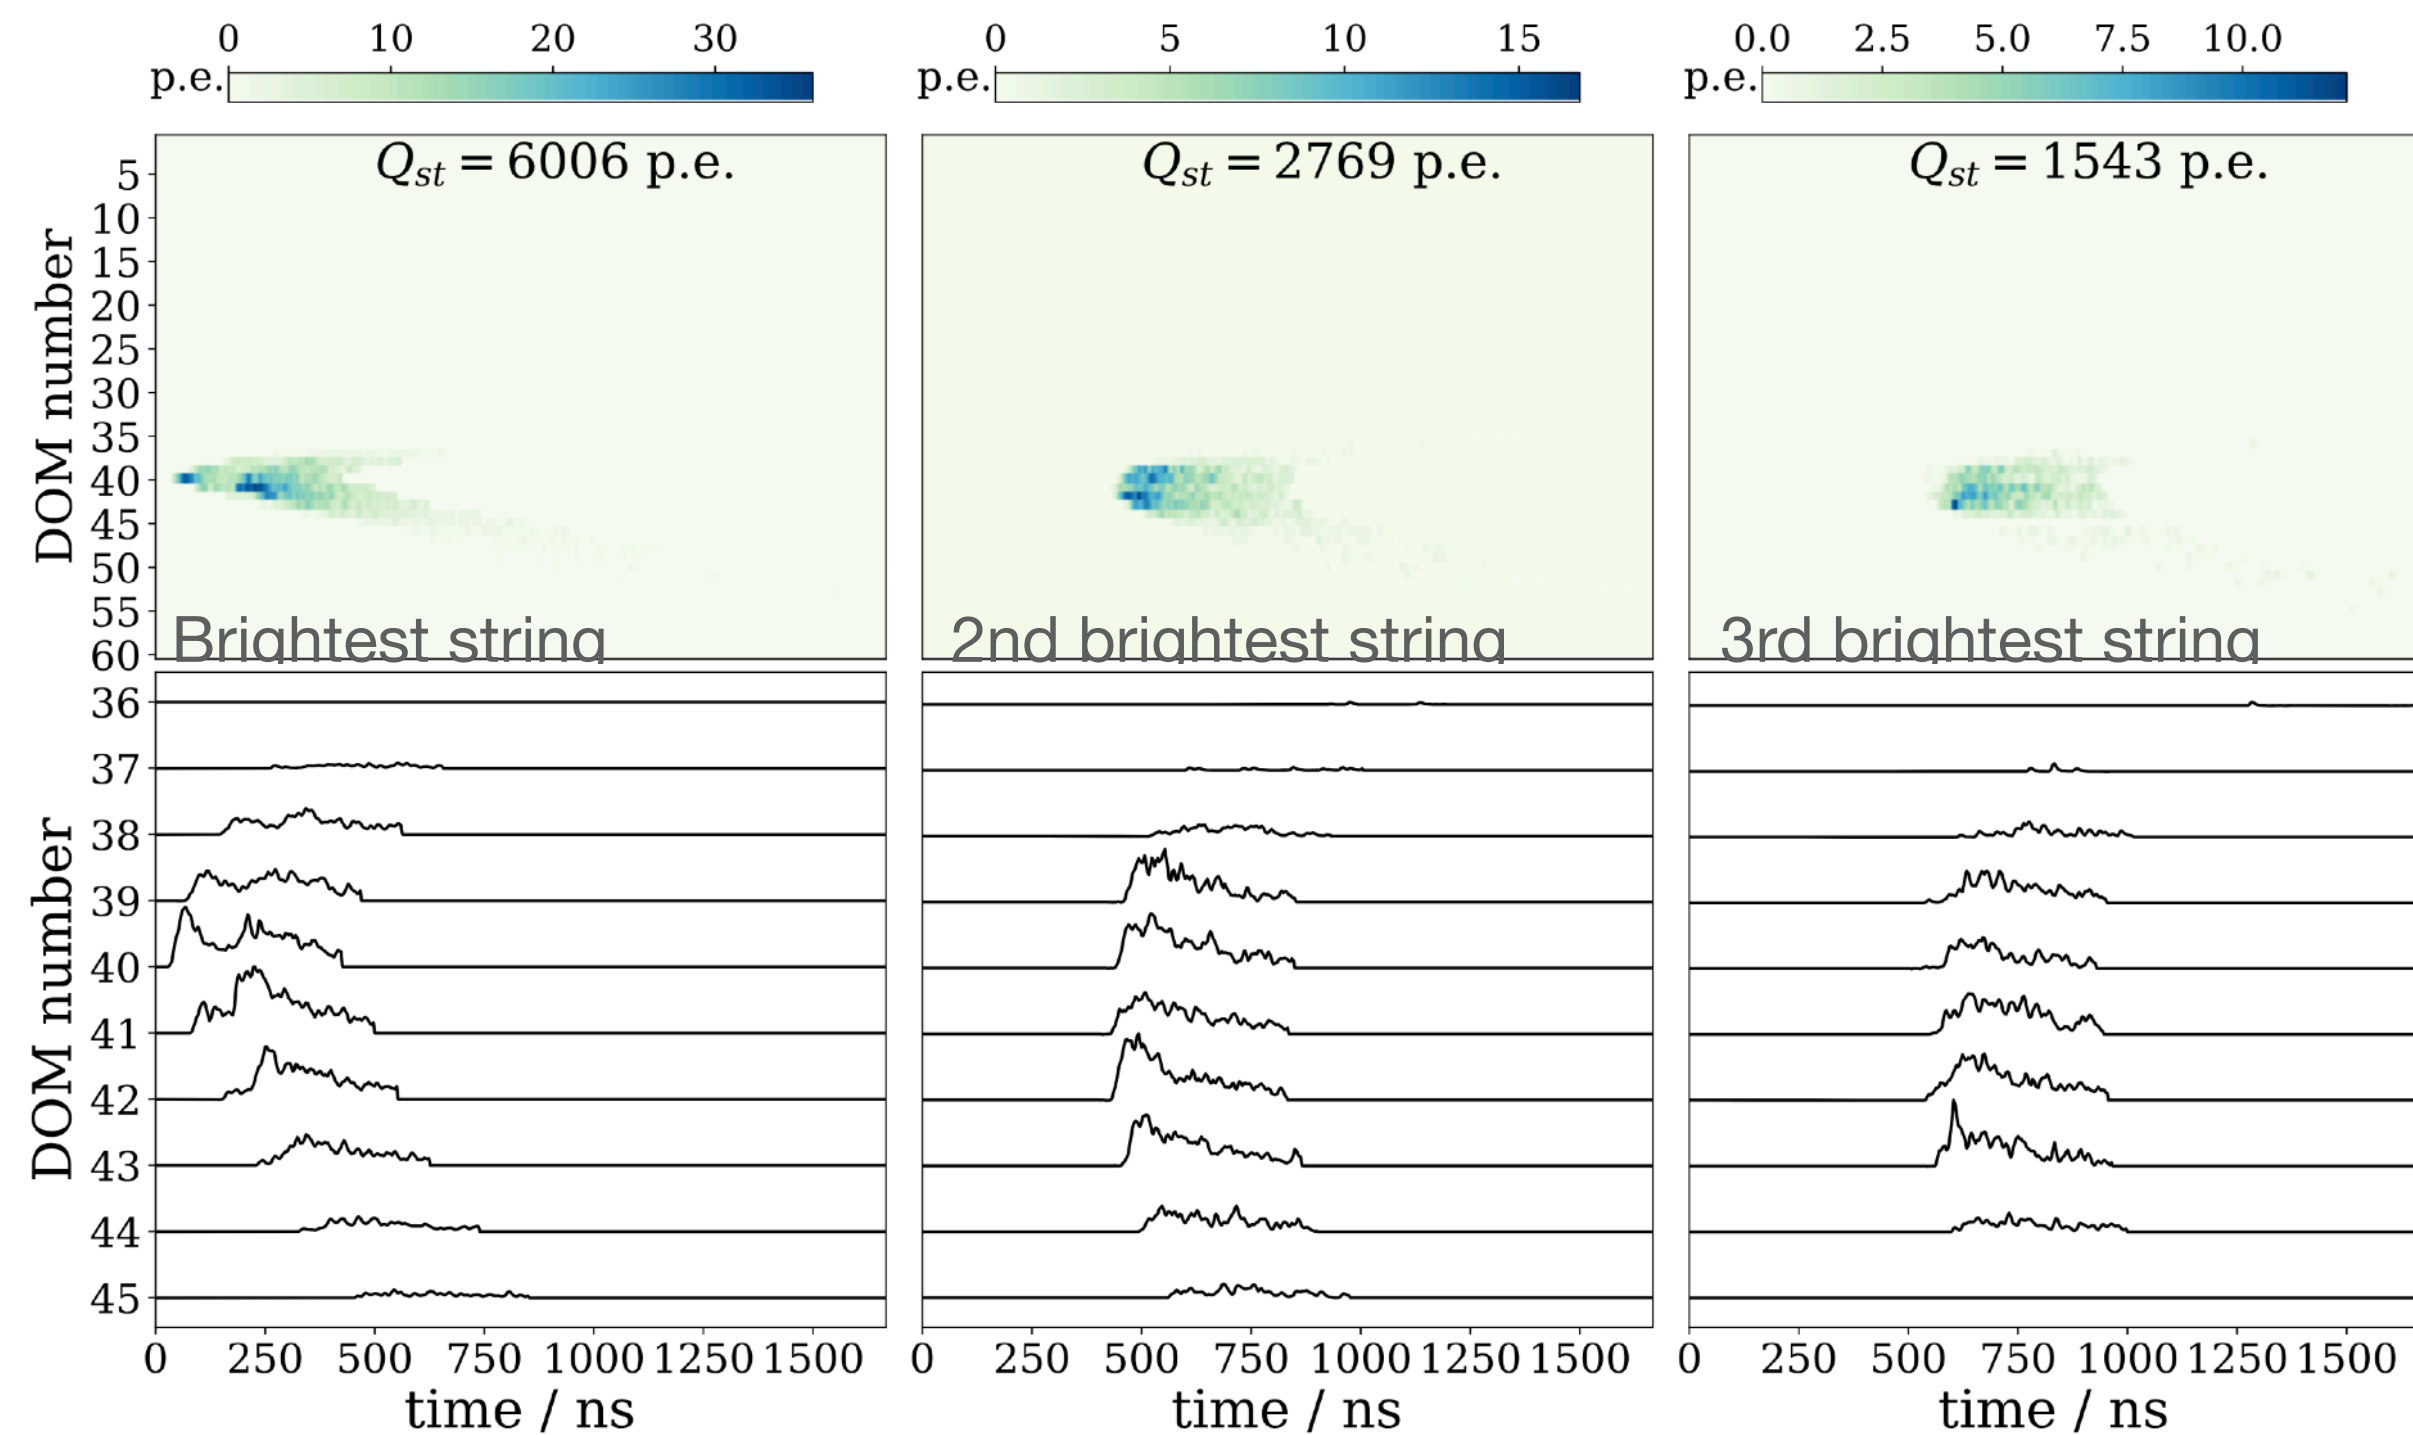 0 10 20 30
p.e.
0 5 10 15
p.e.
0.0 2.5 5.0 7.5 10.0
p.e.
Qst = 6006 p.e.
Qst = 2769 p.e.
Qst = 1543 p.e.
DOM number
5
10
15
20
25
30
35
40
45
50
55
60
Brightest string
2nd brightest string
3rd brightest string
DOM number
36
37
38
39
40
41
42
43
44
45
0 250 500 750 1000 1250 1500
0 250 500 750 1000 1250 1500
0 250 500 750 1000 1250 1500
time / ns
time / ns
time / ns